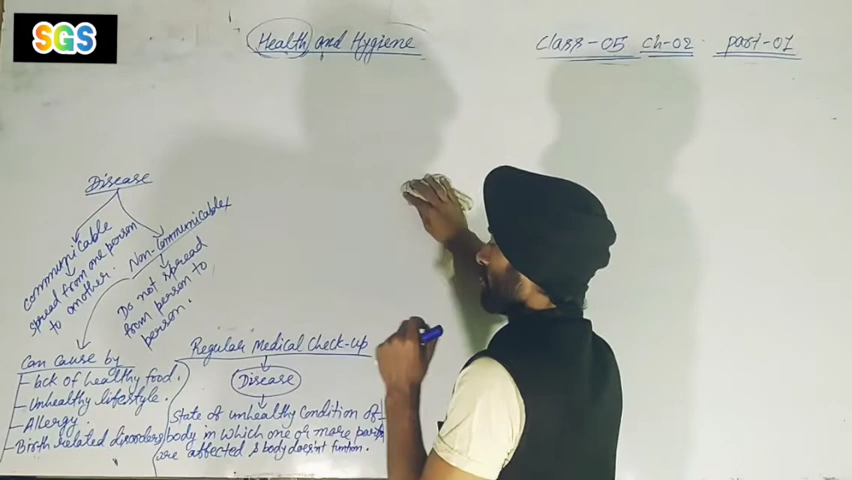 SGS
Health and Hygiene
Class-05 Ch-02 part-01
Disease
Communicable
spread from one person
to another.
Non-Communicable
Do not spread
from person to
person.
Can cause by
lack of healthy food.
Unhealthy lifestyle.
Allergy.
Birth related disorders
Regular Medical Check-up
Disease
State of unhealthy Condition of
body in which one or more parts
are affected & body doesn't